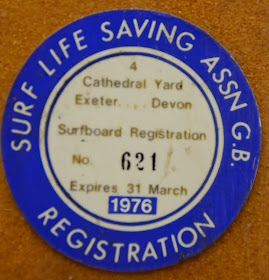 SURF LIFE SAVING ASSN G.B.
4
Cathedral Yard
Exeter.... Devon
Surfboard Registration
No. 621
Expires 31 March
1976
REGISTRATION